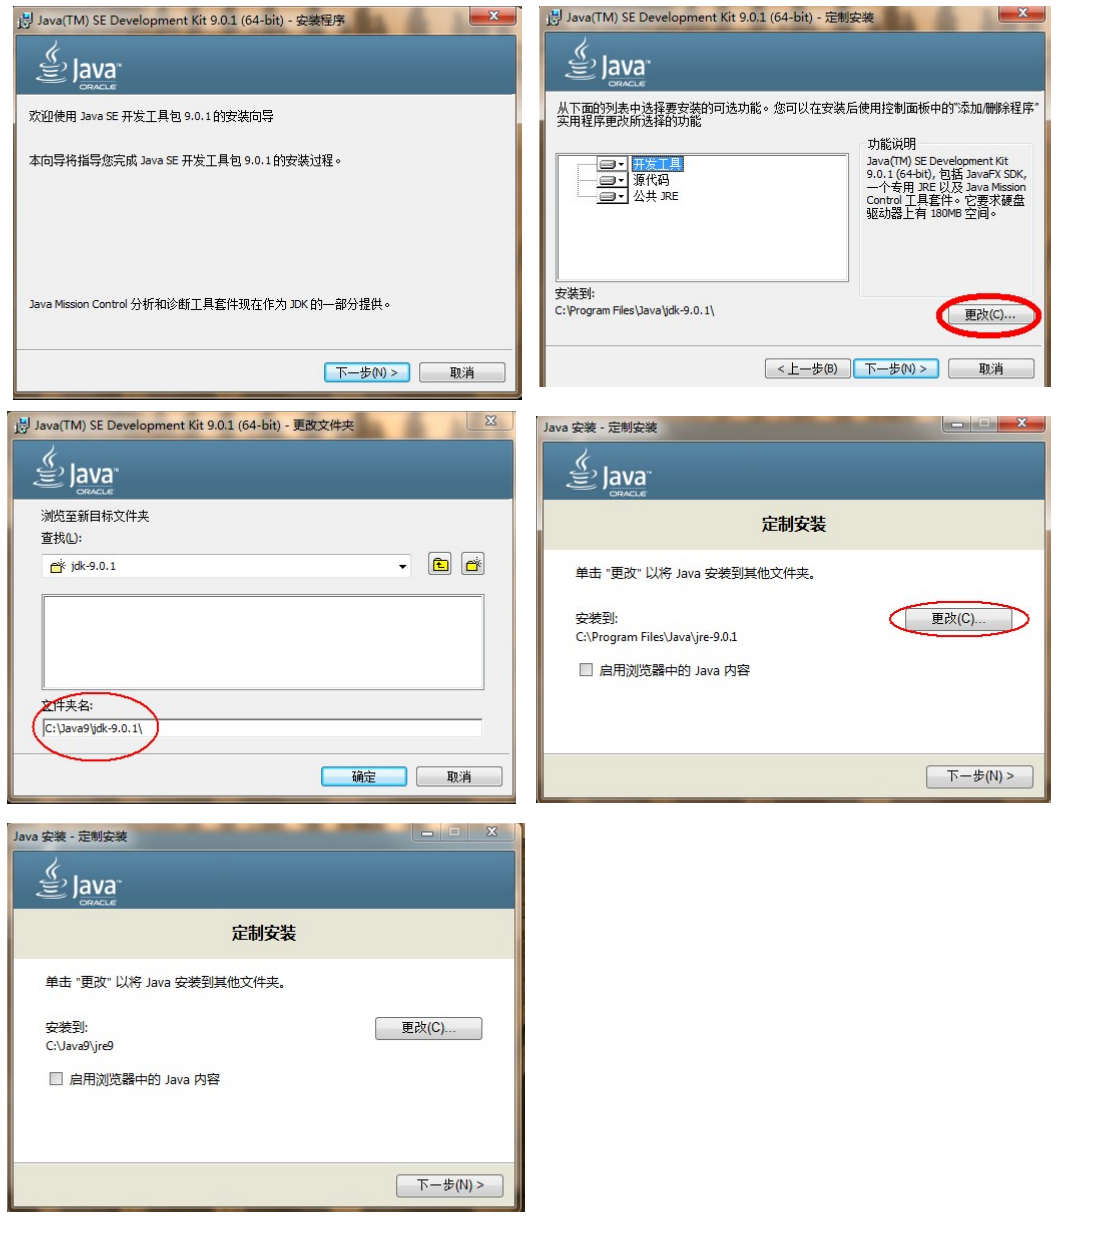 Java(TM) SE Development Kit 9.0.1 (64-bit) - 安装程序
Java™
ORACLE
欢迎使用 Java SE 开发工具包 9.0.1的安装向导
本向导将指导您完成 Java SE 开发工具包 9.0.1 的安装过程。
Java Mission Control 分析和诊断工具套件现在作为 JDK 的一部分提供。
下一步(N) >
取消
Java(TM) SE Development Kit 9.0.1 (64-bit) - 定制安装
Java™
ORACLE
从下面的列表中选择要安装的可选功能。您可以在安装后使用控制面板中的"添加/删除程序"
实用程序更改所选择的功能
开发工具
源代码
公共 JRE
功能说明
Java(TM) SE Development Kit
9.0.1 (64-bit), 包括 JavaFX SDK,
一个专用 JRE 以及 Java Mission
Control 工具套件。它要求硬盘
驱动器上有 180MB 空间。
安装到:
C:\Program Files\Java\jdk-9.0.1\
更改(C)...
< 上一步(B)
下一步(N) >
取消
Java(TM) SE Development Kit 9.0.1 (64-bit) - 更改文件夹
Java™
ORACLE
浏览至新目标文件夹
查找(L):
jdk-9.0.1
文件夹名:
C:\Java9\jdk-9.0.1\
确定
取消
Java 安装 - 定制安装
Java™
ORACLE
定制安装
单击 "更改" 以将 Java 安装到其他文件夹。
安装到:
更改(C)...
C:\Program Files\Java\jre-9.0.1
启用浏览器中的 Java 内容
下一步(N) >
Java 安装 - 定制安装
Java™
ORACLE
定制安装
单击 "更改" 以将 Java 安装到其他文件夹。
安装到:
更改(C)...
C:\Java9\jre9
启用浏览器中的 Java 内容
下一步(N) >